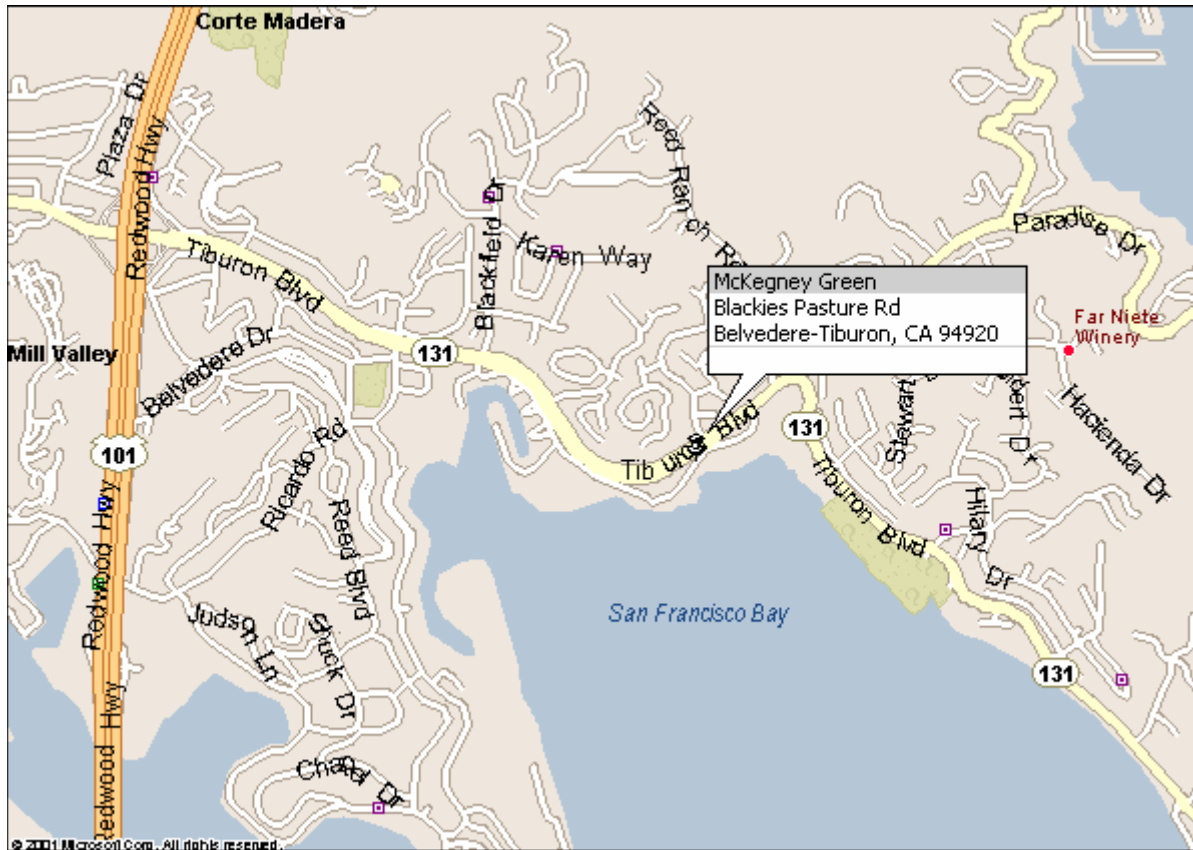 Corte Madera
Plaza Dr
Redwood Hwy
Tiburon Blvd
Blackfield Dr
Karen Way
Reed Ranch
Paradise Dr
McKegney Green
Blackies Pasture Rd
Belvedere-Tiburon, CA 94920
Far Niete
Winery
Mill Valley
Belvedere Dr
131
101
Ricardo Rd
Reed Blvd
Tiburon Blvd
131
Tiburon Blvd
Stewart
Dr
Hacienda Dr
Hilary Dr
Redwood Hwy
Judson Ln
Shuck Dr
San Francisco Bay
131
Redwood Hwy
Dr
Redwood Hwy
© 2001 Microsoft Corp. All rights reserved.